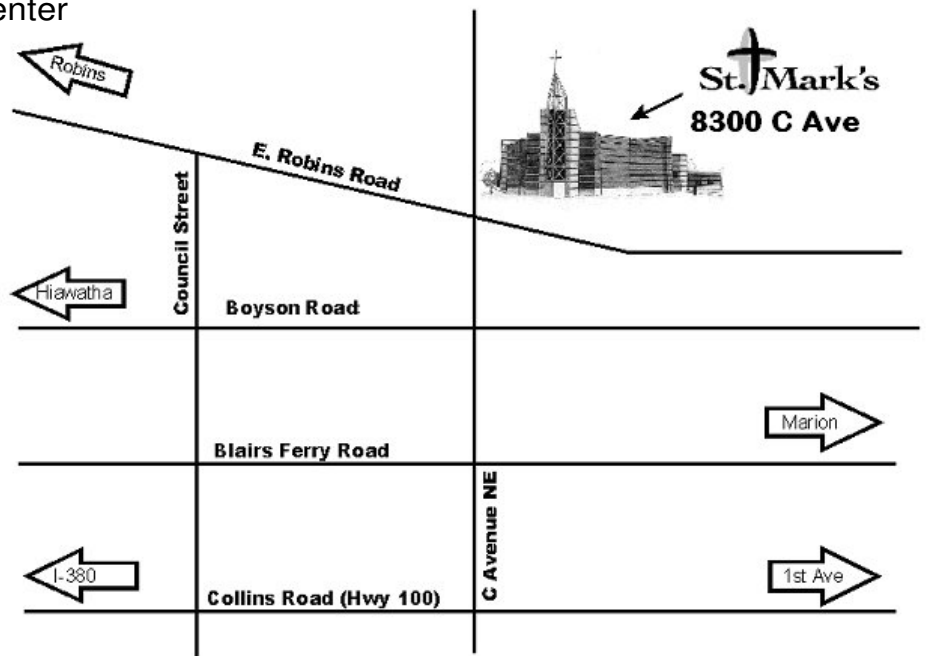 enter
Robins
St. Mark's
8300 C Ave
E. Robins Road
Council Street
Hiawatha
Boyson Road
Marion
Blairs Ferry Road
C Avenue NE
I-380
1st Ave
Collins Road (Hwy 100)